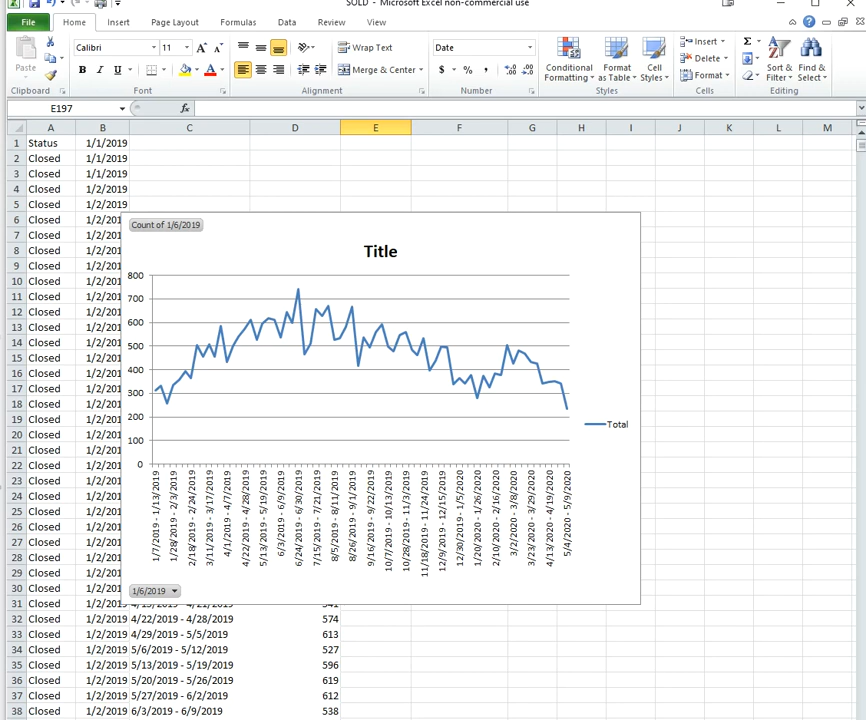 SOLD - Microsoft Excel non-commercial use
File Home Insert Page Layout Formulas Data Review View
Calibri 11 A A Wrap Text Date Insert Σ
Paste B I U A Merge & Center $ % , .0 .00 .00 .0 Conditional Formatting Format as Table Cell Styles Delete Format Sort & Filter Find & Select
Clipboard Font Alignment Number Styles Cells Editing
E197 fx
A B C D E F G H I J K L M
1 Status 1/1/2019
2 Closed 1/1/2019
3 Closed 1/1/2019
4 Closed 1/2/2019
5 Closed 1/2/2019
6 Closed 1/2/201
7 Closed 1/2/201
8 Closed 1/2/201
9 Closed 1/2/201
10 Closed 1/2/201
11 Closed 1/2/201
12 Closed 1/2/201
13 Closed 1/2/201
14 Closed 1/2/201
15 Closed 1/2/201
16 Closed 1/2/201
17 Closed 1/2/201
18 Closed 1/2/201
19 Closed 1/2/201
20 Closed 1/2/201
21 Closed 1/2/201
22 Closed 1/2/201
23 Closed 1/2/201
24 Closed 1/2/201
25 Closed 1/2/201
26 Closed 1/2/201
27 Closed 1/2/201
28 Closed 1/2/201
29 Closed 1/2/201
30 Closed 1/2/201
Count of 1/6/2019
Title
800
700
600
500
400
300
200
100
0
Total
1/7/2019 - 1/13/2019
1/28/2019 - 2/3/2019
2/18/2019 - 2/24/2019
3/11/2019 - 3/17/2019
4/1/2019 - 4/7/2019
4/22/2019 - 4/28/2019
5/13/2019 - 5/19/2019
6/3/2019 - 6/9/2019
6/24/2019 - 6/30/2019
7/15/2019 - 7/21/2019
8/5/2019 - 8/11/2019
8/26/2019 - 9/1/2019
9/16/2019 - 9/22/2019
10/7/2019 - 10/13/2019
10/28/2019 - 11/3/2019
11/18/2019 - 11/24/2019
12/9/2019 - 12/15/2019
12/30/2019 - 1/5/2020
1/20/2020 - 1/26/2020
2/10/2020 - 2/16/2020
3/2/2020 - 3/8/2020
3/23/2020 - 3/29/2020
4/13/2020 - 4/19/2020
5/4/2020 - 5/9/2020
1/6/2019
31 Closed 1/2/2019 4/15/2019 - 4/21/2019 541
32 Closed 1/2/2019 4/22/2019 - 4/28/2019 574
33 Closed 1/2/2019 4/29/2019 - 5/5/2019 613
34 Closed 1/2/2019 5/6/2019 - 5/12/2019 527
35 Closed 1/2/2019 5/13/2019 - 5/19/2019 596
36 Closed 1/2/2019 5/20/2019 - 5/26/2019 619
37 Closed 1/2/2019 5/27/2019 - 6/2/2019 612
38 Closed 1/2/2019 6/3/2019 - 6/9/2019 538